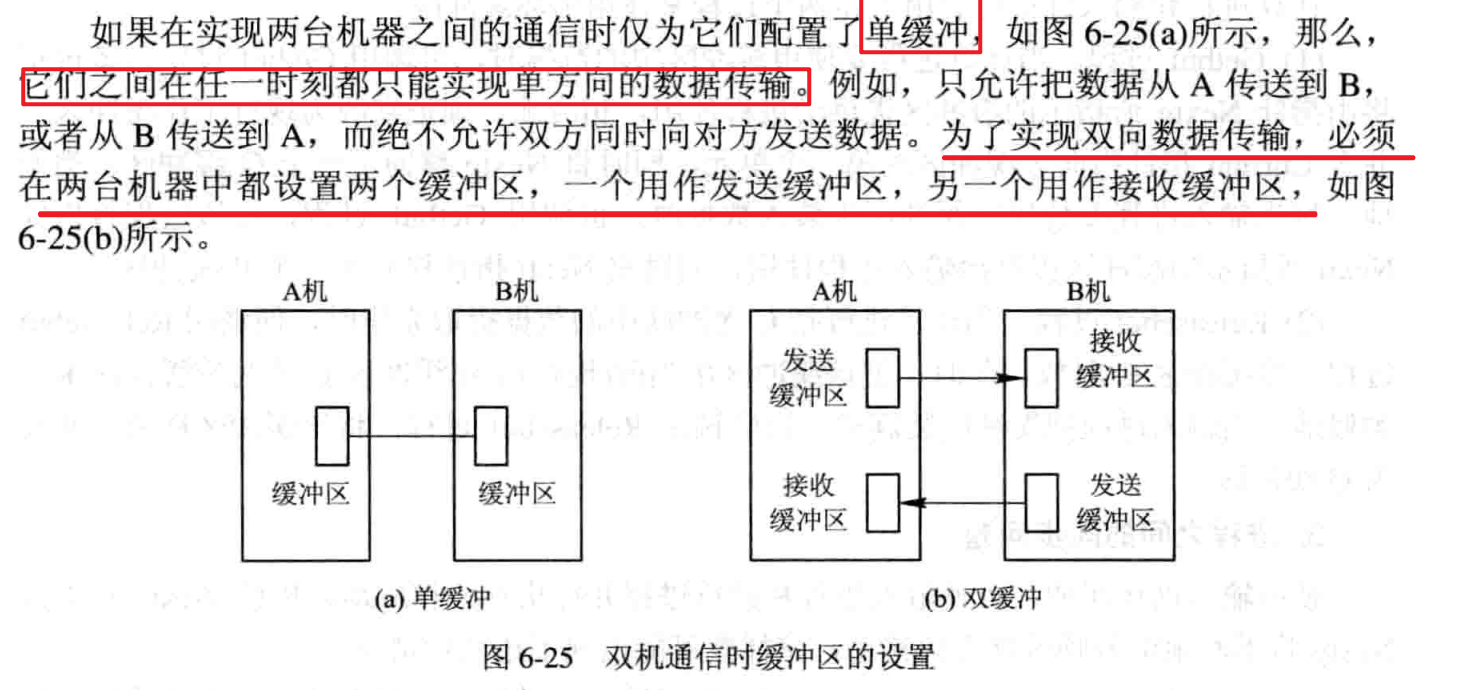 如果在实现两台机器之间的通信时仅为它们配置了单缓冲，如图 6-25(a)所示，那么，
它们之间在任一时刻都只能实现单方向的数据传输。例如，只允许把数据从 A 传送到 B，
或者从 B 传送到 A，而绝不允许双方同时向对方发送数据。为了实现双向数据传输，必须
在两台机器中都设置两个缓冲区，一个用作发送缓冲区，另一个用作接收缓冲区，如图
6-25(b)所示。
A机
B机
缓冲区
缓冲区
(a) 单缓冲
A机
B机
发送
缓冲区
接收
缓冲区
接收
缓冲区
发送
缓冲区
(b) 双缓冲
图 6-25 双机通信时缓冲区的设置